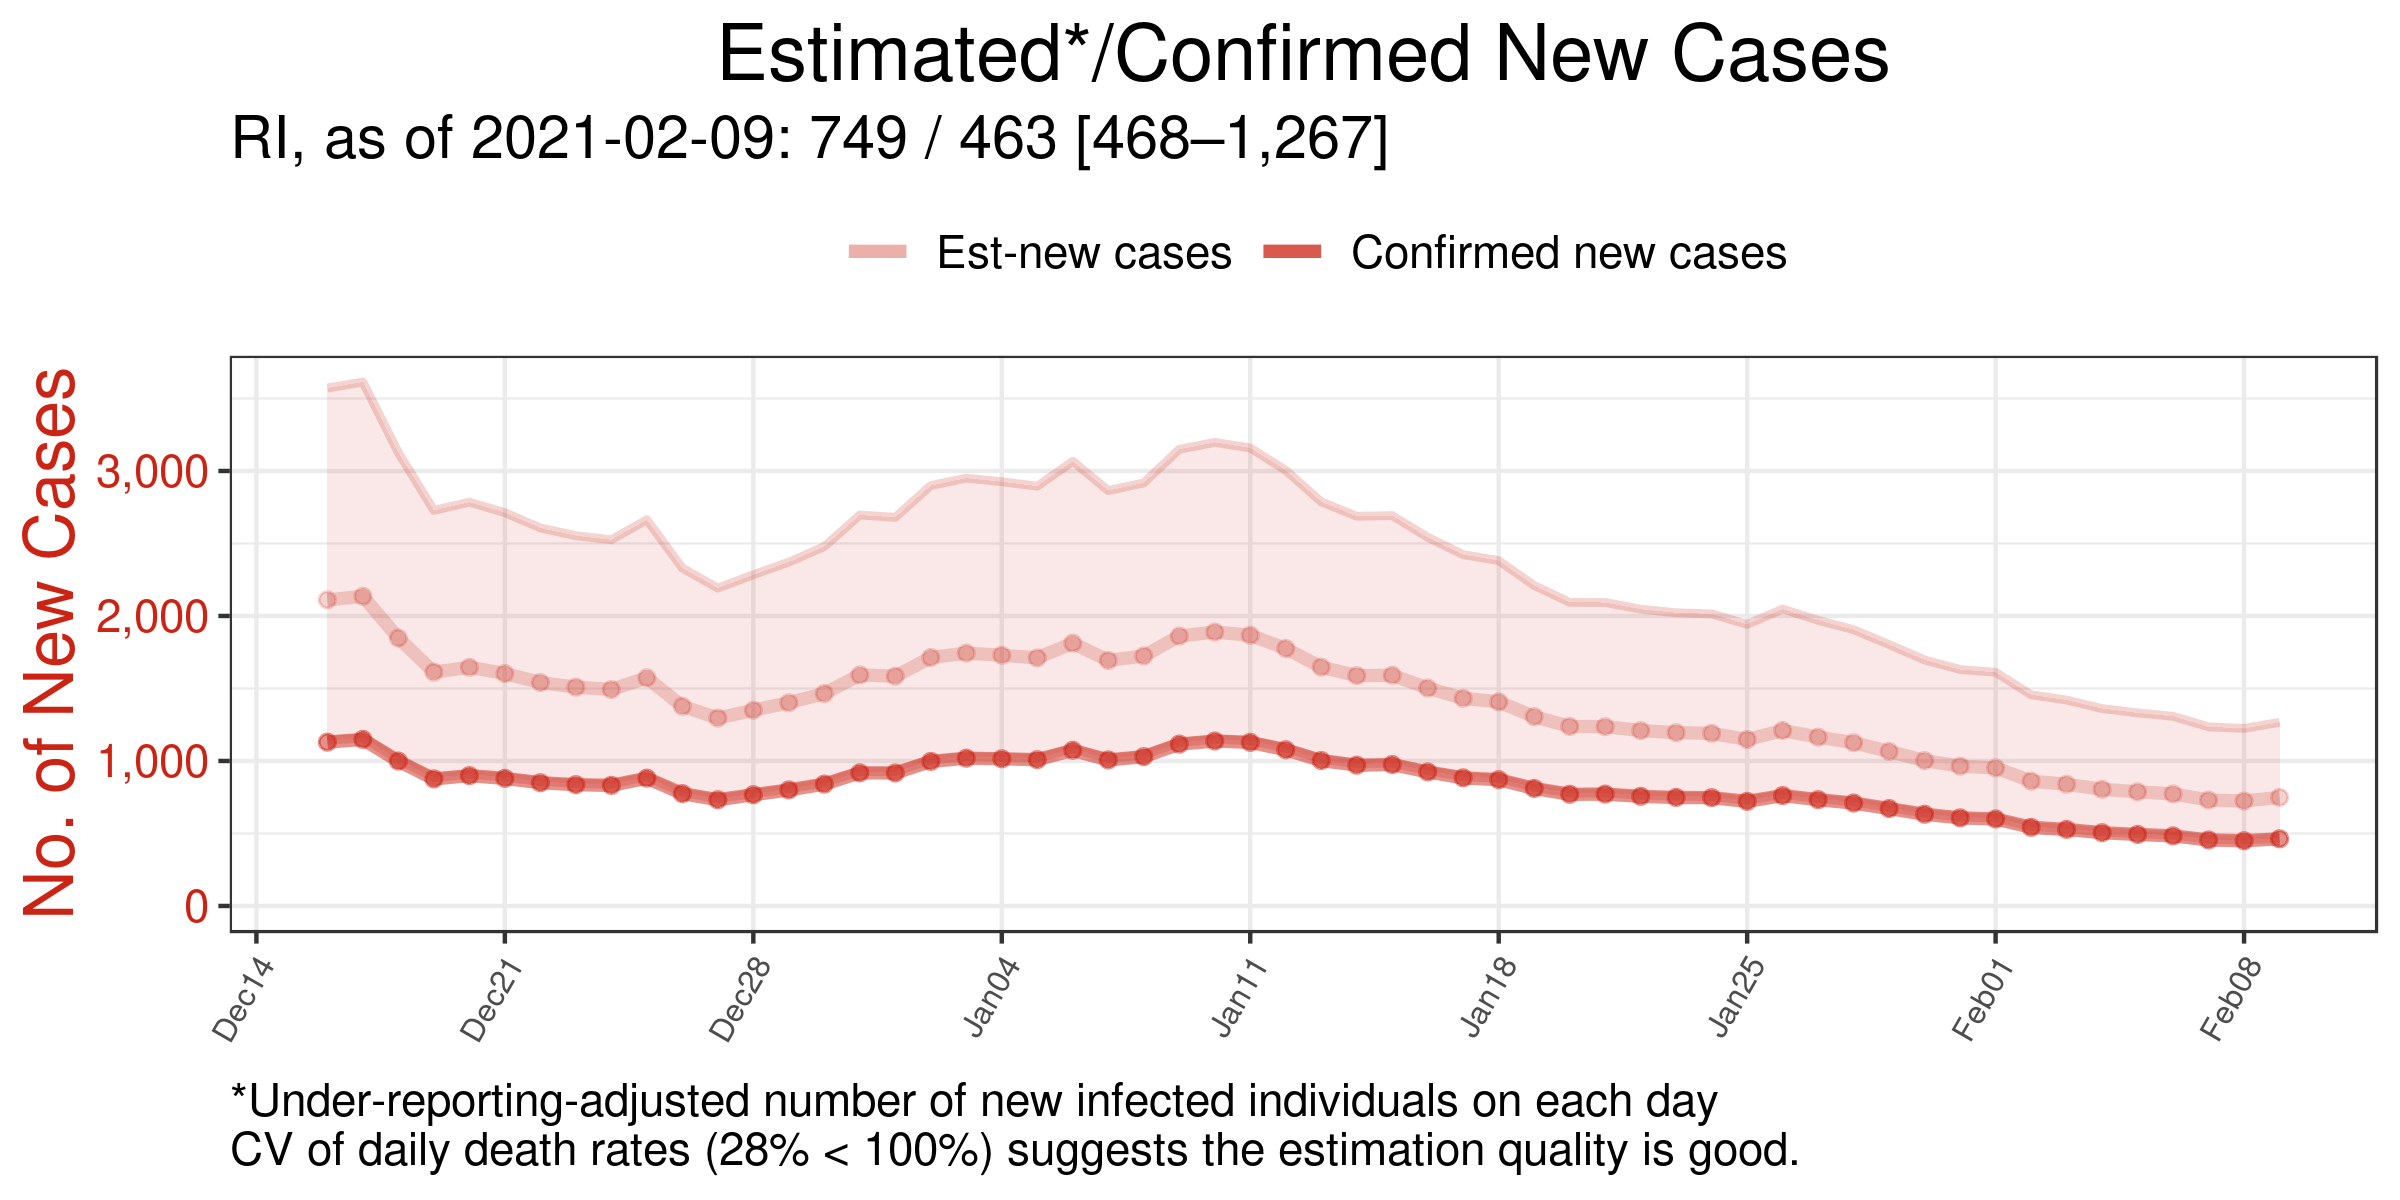 Estimated*/Confirmed New Cases
RI, as of 2021-02-09: 749 / 463 [468–1,267]
Est-new cases
Confirmed new cases
No. of New Cases
3,000
2,000
1,000
0
Dec14
Dec21
Dec28
Jan04
Jan11
Jan18
Jan25
Feb01
Feb08
*Under-reporting-adjusted number of new infected individuals on each day
CV of daily death rates (28% < 100%) suggests the estimation quality is good.